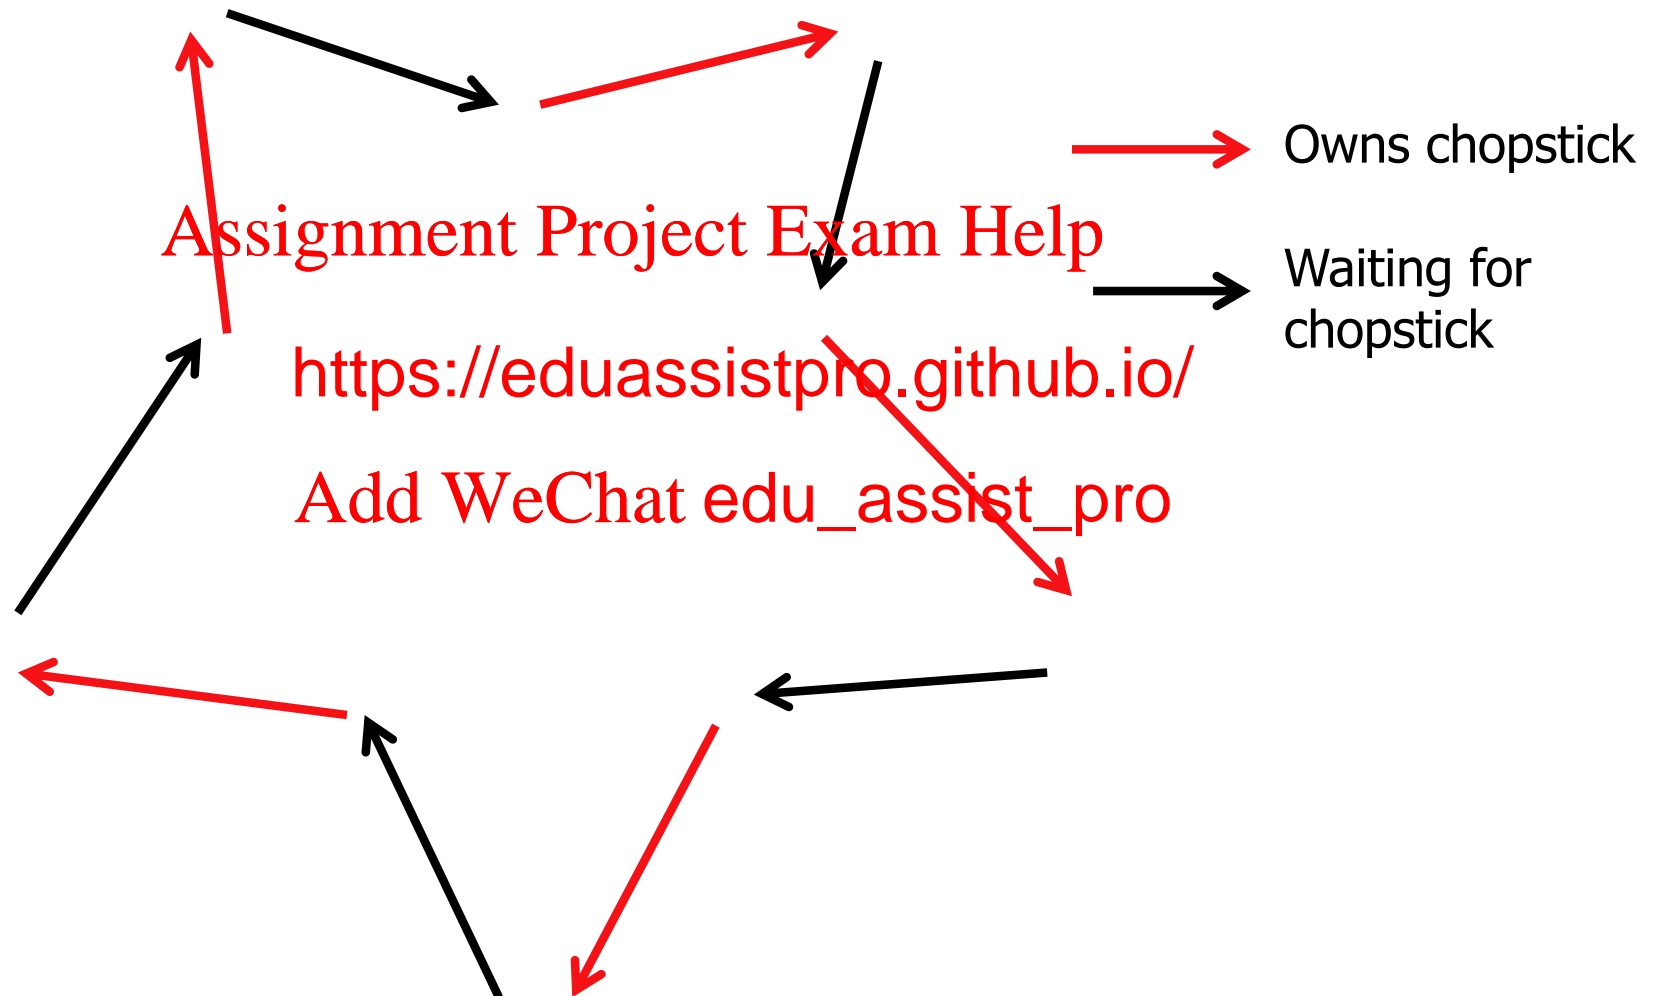 Owns chopstick
Assignment Project Exam Help
Waiting for
chopstick
https://eduassistpro.github.io/
Add WeChat edu_assist_pro